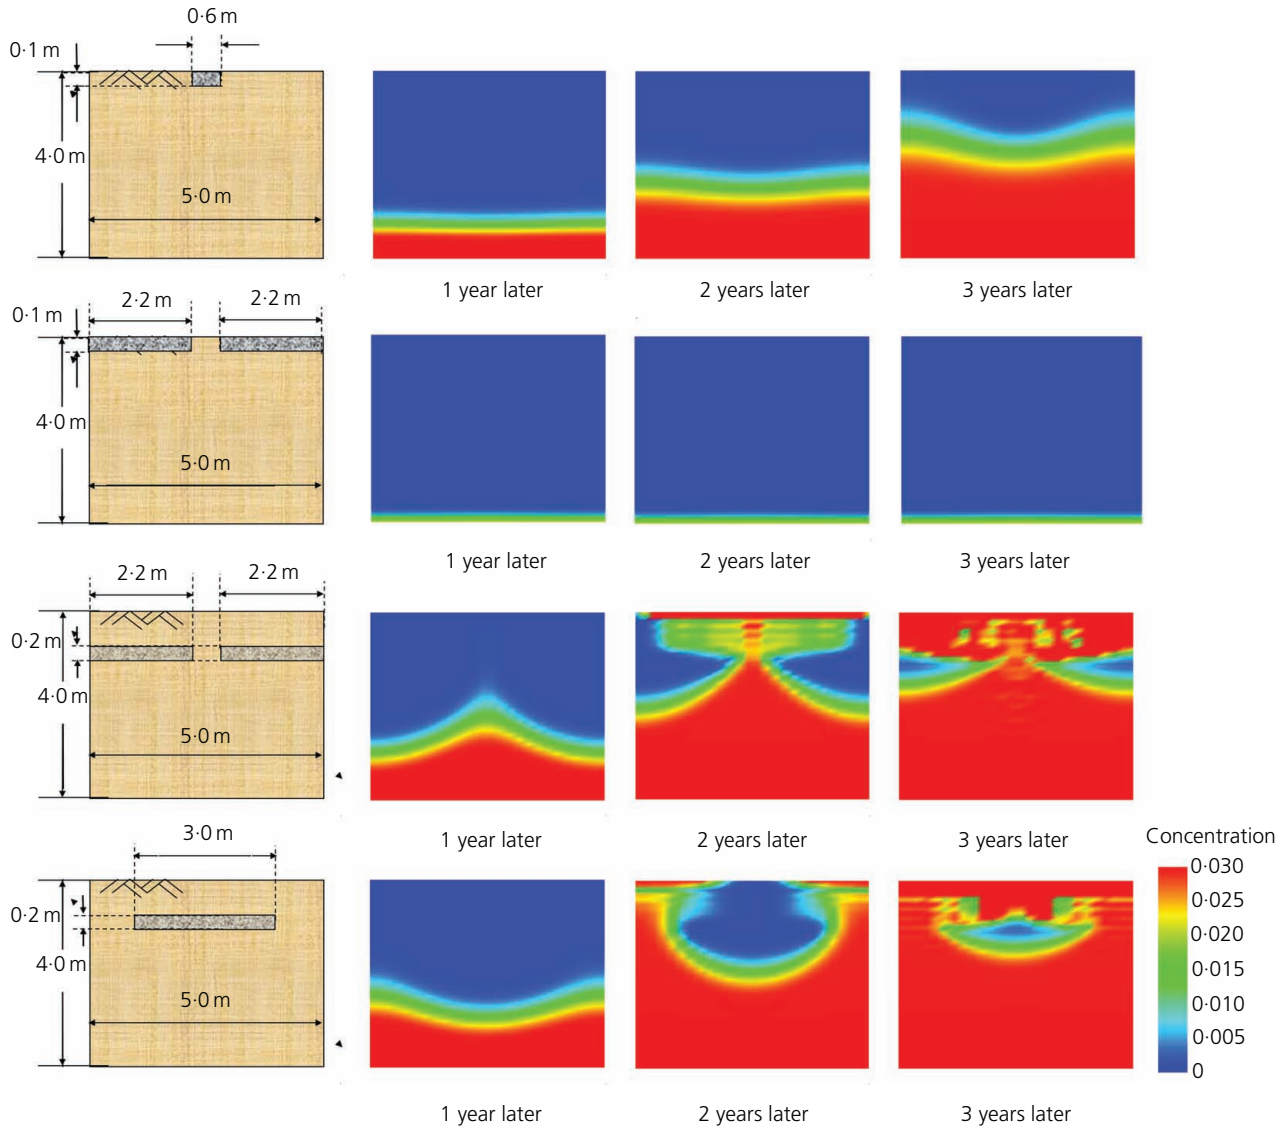 0·6 m
0·1 m
4·0 m
5·0 m
1 year later
2 years later
3 years later
2·2 m
2·2 m
0·1 m
4·0 m
5·0 m
1 year later
2 years later
3 years later
2·2 m
2·2 m
0·2 m
4·0 m
5·0 m
1 year later
2 years later
3 years later
3·0 m
0·2 m
4·0 m
5·0 m
1 year later
2 years later
3 years later
Concentration
0·030
0·025
0·020
0·015
0·010
0·005
0